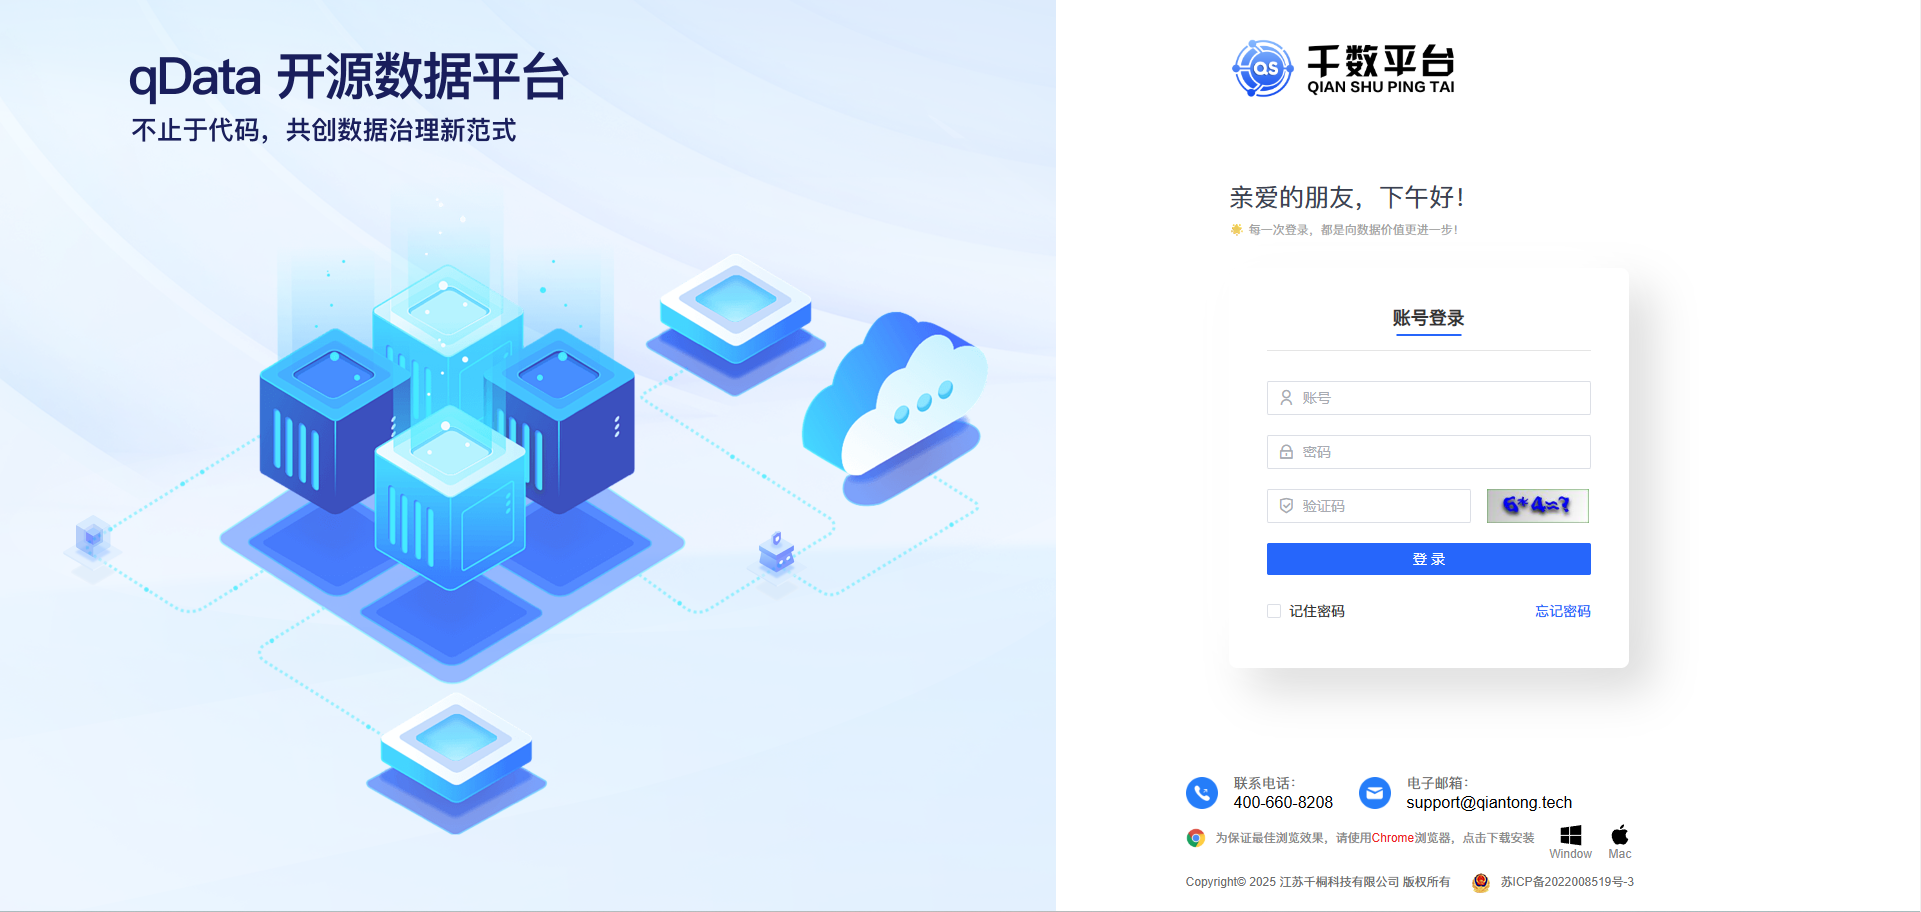 qData 开源数据平台
不止于代码，共创数据治理新范式
QS 千数平台
QIAN SHU PING TAI
亲爱的朋友，下午好！
每一次登录，都是向数据价值更进一步！
账号登录
账号
密码
验证码
6*4=?
登 录
记住密码
忘记密码
联系电话：
400-660-8208
电子邮箱：
support@qiantong.tech
为保证最佳浏览效果，请使用Chrome浏览器，点击下载安装
Window
Mac
Copyright© 2025 江苏千桐科技有限公司 版权所有
苏ICP备2022008519号-3